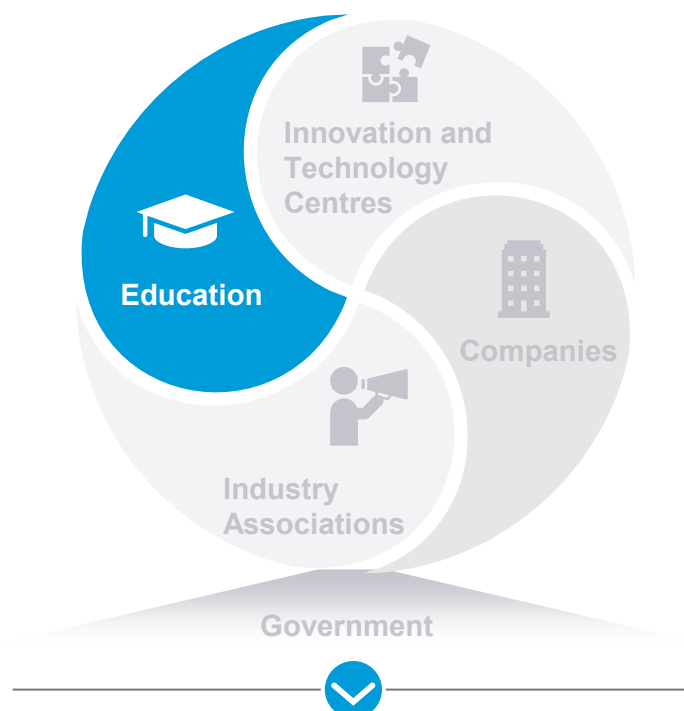 Innovation and
Technology
Centres
Education
Companies
Industry
Associations
Government